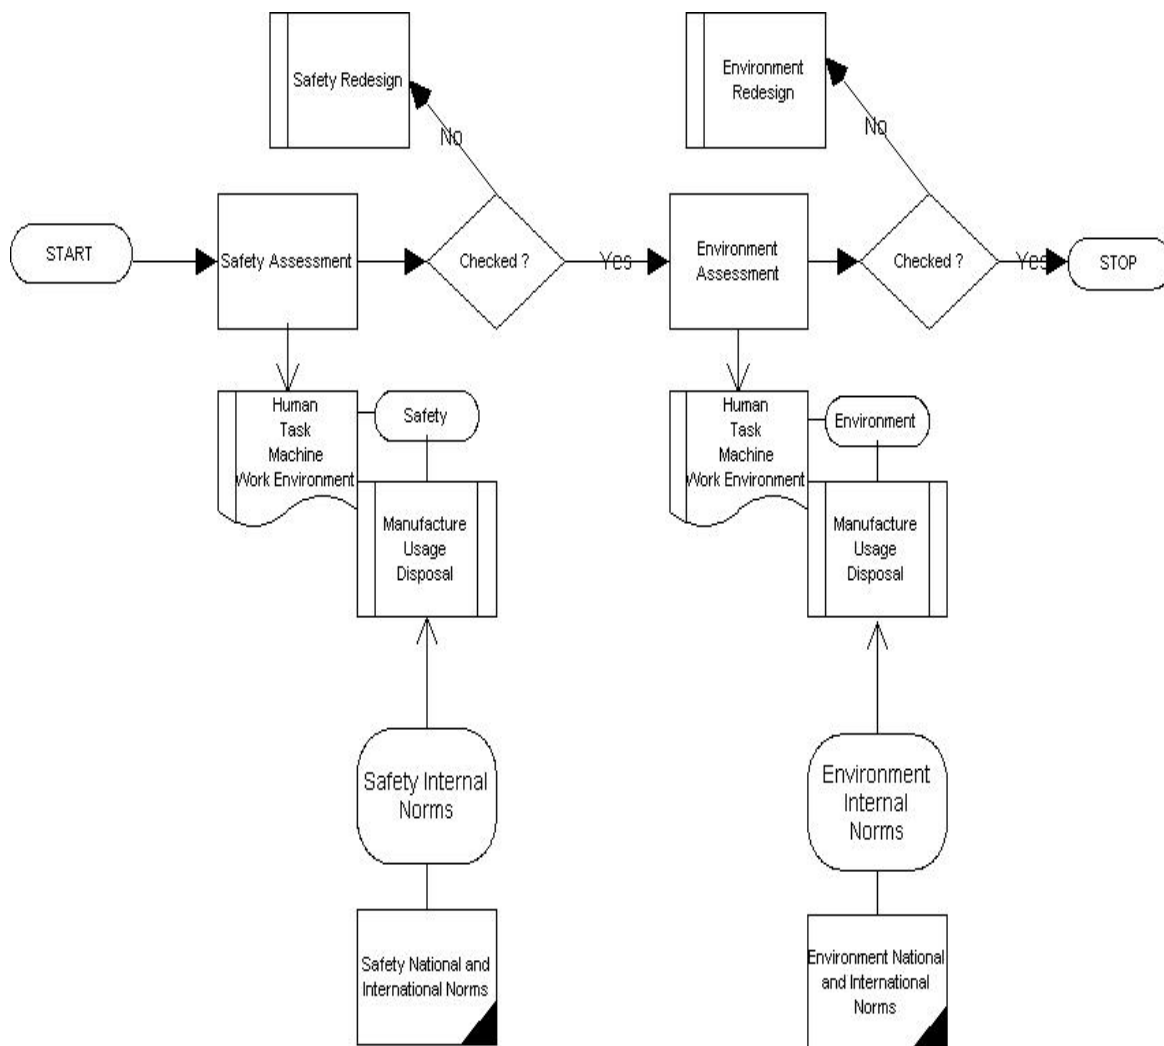 Safety Redesign
Environment
Redesign
No
No
START
Safety Assessment
Checked ?
Yes
Environment
Assessment
Checked ?
Yes
STOP
Human
Task
Machine
Work Environment
Safety
Manufacture
Usage
Disposal
Human
Task
Machine
Work Environment
Environment
Manufacture
Usage
Disposal
Safety Internal
Norms
Environment
Internal
Norms
Safety National and
International Norms
Environment National
and International
Norms